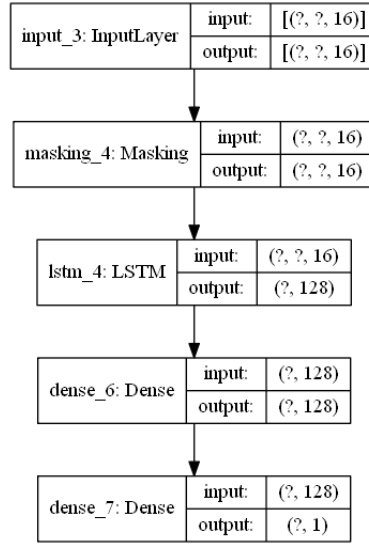 input_3: InputLayer
input: [(?, ?, 16)]
output: [(?, ?, 16)]
masking_4: Masking
input: (?, ?, 16)
output: (?, ?, 16)
lstm_4: LSTM
input: (?, ?, 16)
output: (?, 128)
dense_6: Dense
input: (?, 128)
output: (?, 128)
dense_7: Dense
input: (?, 128)
output: (?, 1)